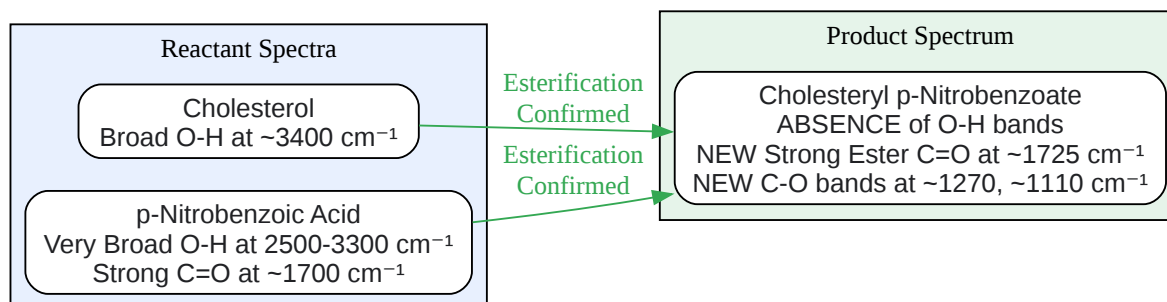 Reactant Spectra
Cholesterol
Broad O-H at ~3400 cm⁻¹
p-Nitrobenzoic Acid
Very Broad O-H at 2500-3300 cm⁻¹
Strong C=O at ~1700 cm⁻¹
Esterification
Confirmed
Esterification
Confirmed
Product Spectrum
Cholesteryl p-Nitrobenzoate
ABSENCE of O-H bands
NEW Strong Ester C=O at ~1725 cm⁻¹
NEW C-O bands at ~1270, ~1110 cm⁻¹